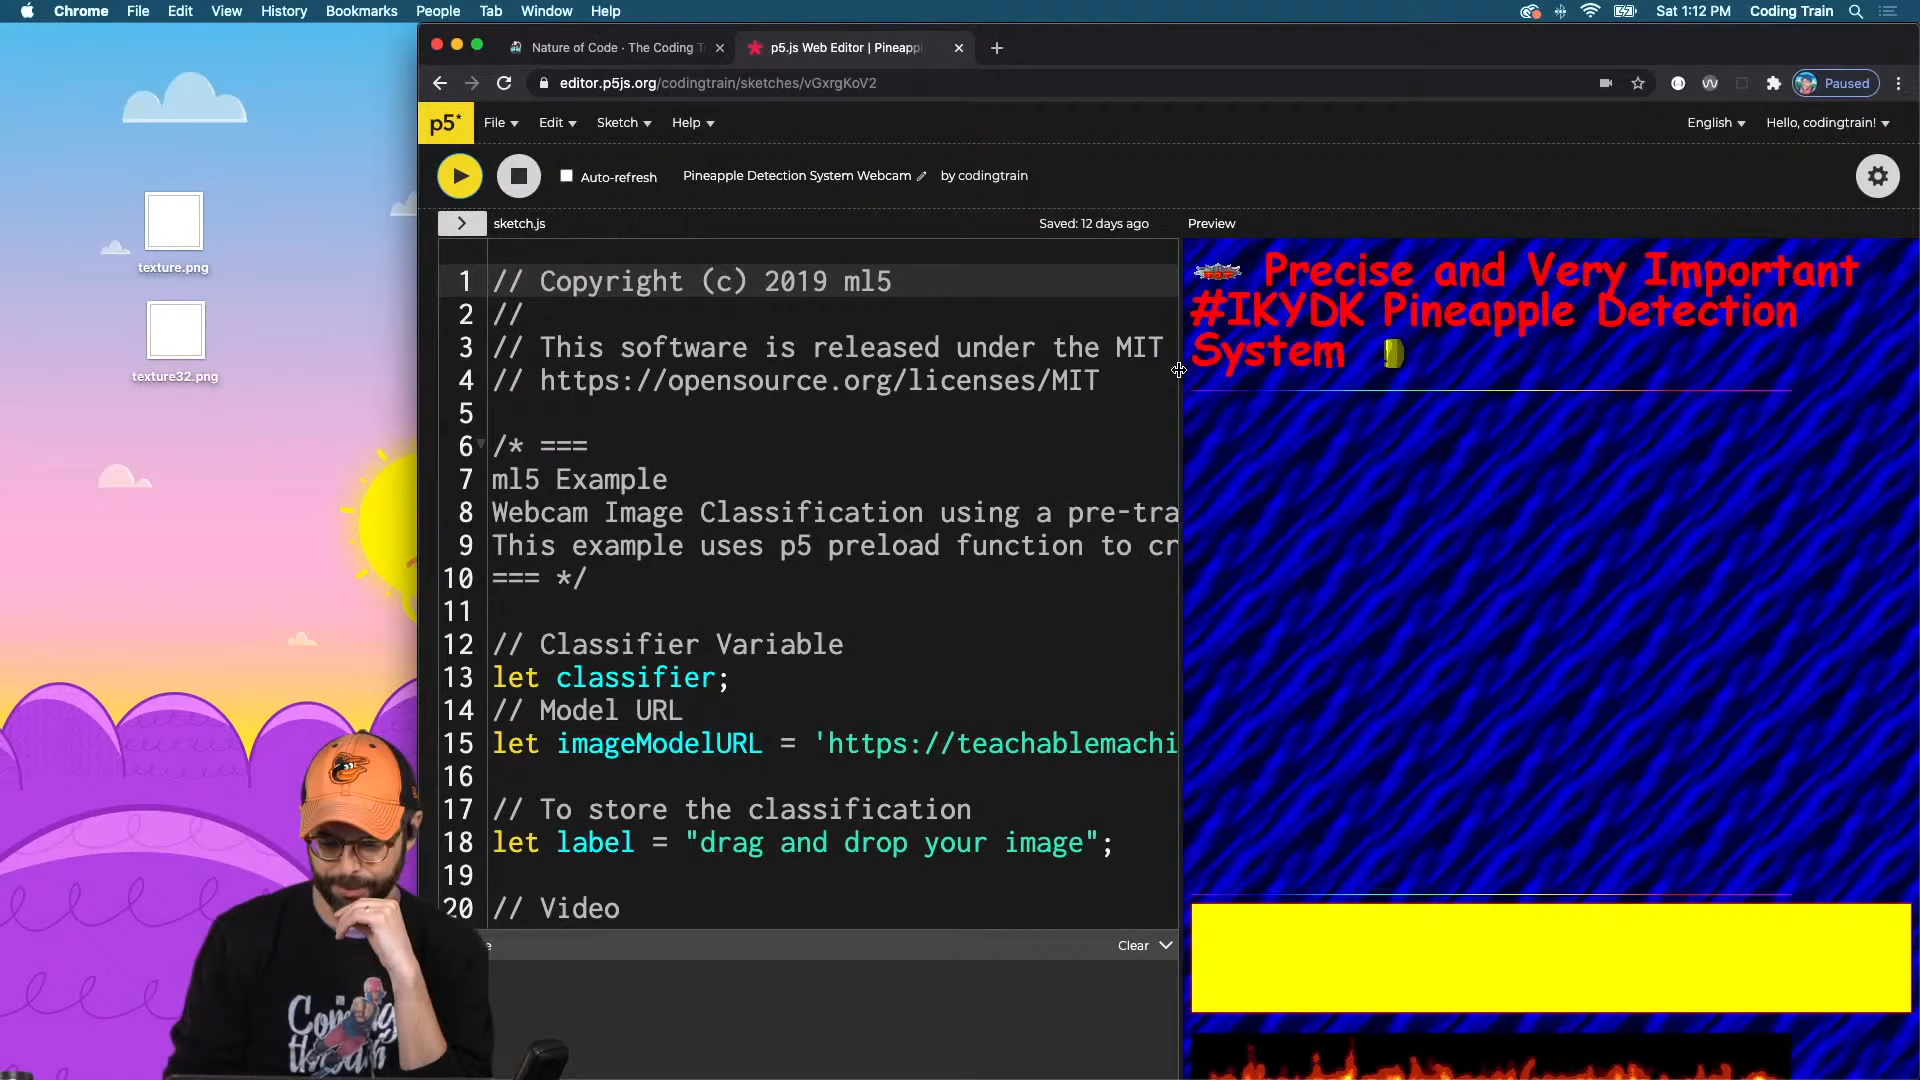 Chrome File Edit View History Bookmarks People Tab Window Help
Sat 1:12 PM Coding Train
Nature of Code · The Coding T
p5.js Web Editor | Pineapp
editor.p5js.org/codingtrain/sketches/vGxrgKoV2
Paused
p5* File Edit Sketch Help
English Hello, codingtrain!
Auto-refresh Pineapple Detection System Webcam by codingtrain
sketch.js Saved: 12 days ago Preview
texture.png
texture32.png
1 // Copyright (c) 2019 ml5
2 //
3 // This software is released under the MIT
4 // https://opensource.org/licenses/MIT
5
6 /* ===
7 ml5 Example
8 Webcam Image Classification using a pre-tra
9 This example uses p5 preload function to cr
10 === */
11
12 // Classifier Variable
13 let classifier;
14 // Model URL
15 let imageModelURL = 'https://teachablemachi
16
17 // To store the classification
18 let label = "drag and drop your image";
19
20 // Video
Clear
Precise and Very Important
#IKYDK Pineapple Detection
System